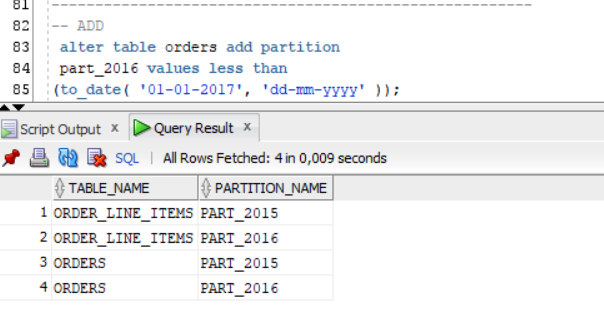 81 --------------------------------------------------------
82 -- ADD
83 alter table orders add partition
84 part_2016 values less than
85 (to_date( '01-01-2017', 'dd-mm-yyyy' ));
Script Output x Query Result x
SQL | All Rows Fetched: 4 in 0,009 seconds
TABLE_NAME PARTITION_NAME
1 ORDER_LINE_ITEMS PART_2015
2 ORDER_LINE_ITEMS PART_2016
3 ORDERS PART_2015
4 ORDERS PART_2016